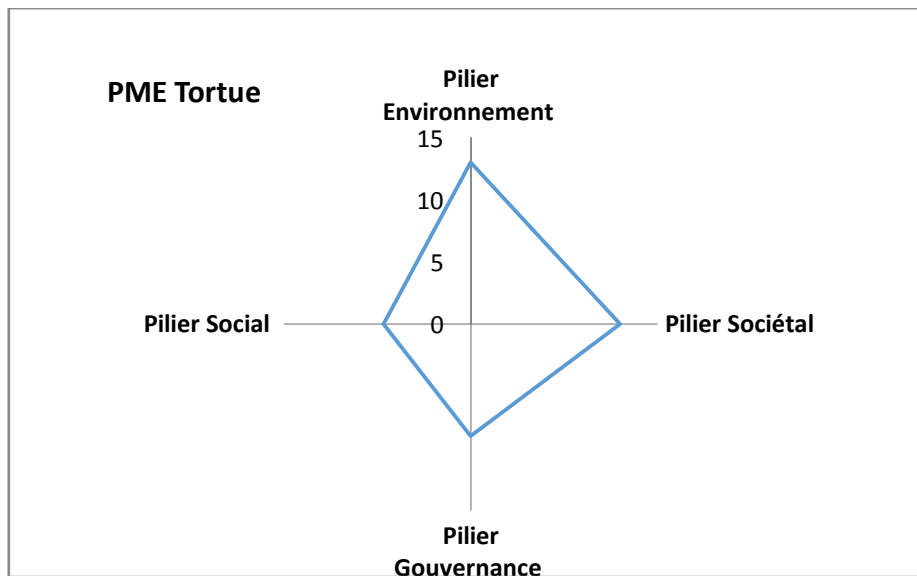 PME Tortue
Pilier
Environnement
15
10
5
0
Pilier Social
Pilier Sociétal
Pilier
Gouvernance